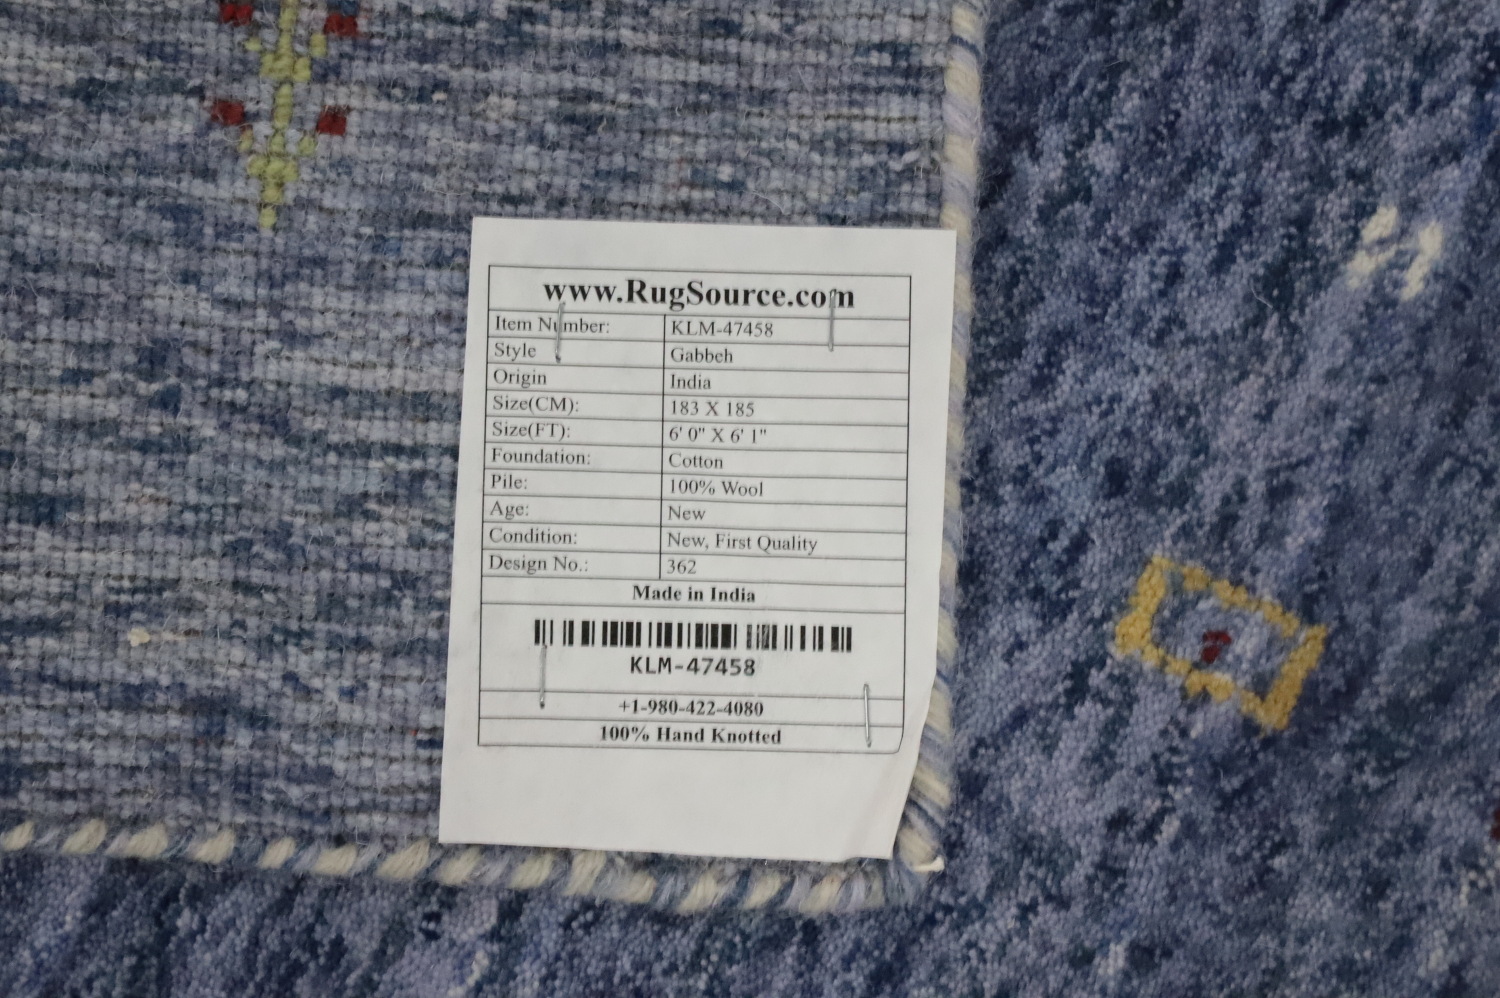 www.RugSource.com
Item Number: KLM-47458
Style Gabbeh
Origin India
Size(CM): 183 X 185
Size(FT): 6' 0" X 6' 1"
Foundation: Cotton
Pile: 100% Wool
Age: New
Condition: New, First Quality
Design No.: 362
Made in India
KLM-47458
+1-980-422-4080
100% Hand Knotted